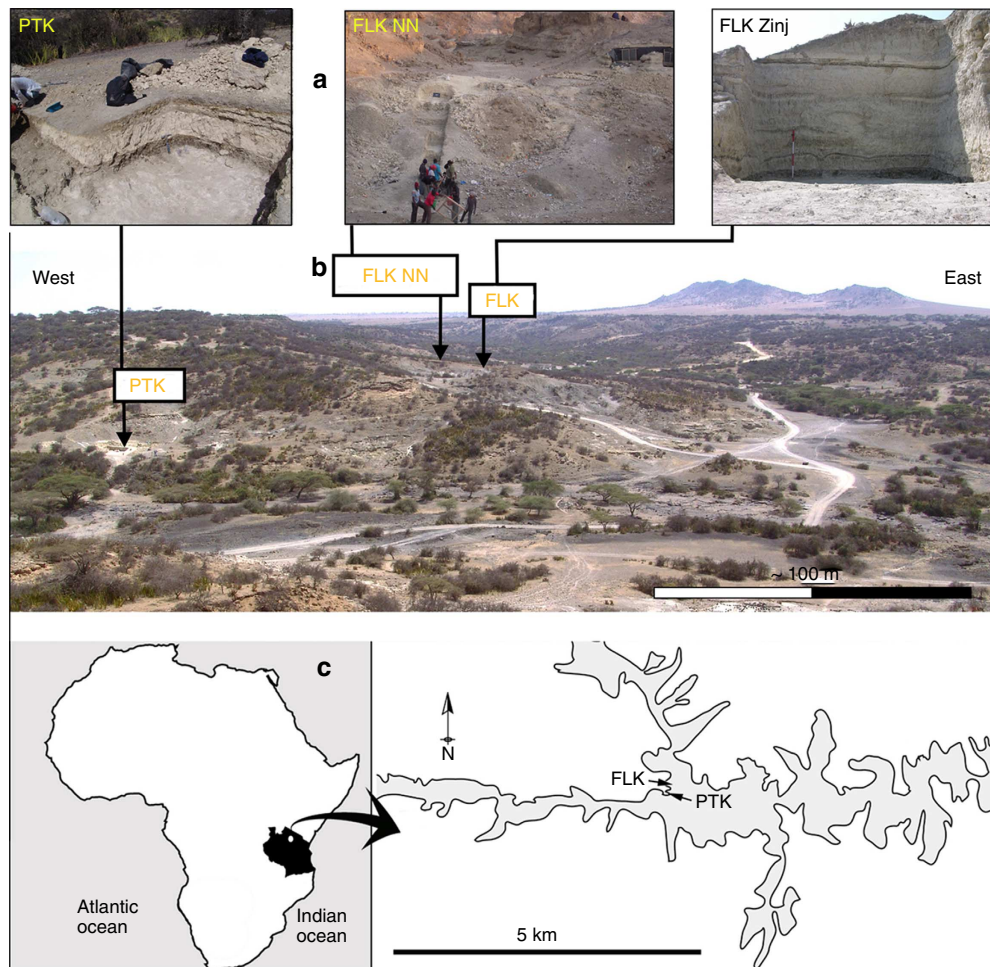 PTK
FLK NN
FLK Zinj
a
b
West
FLK NN
FLK
East
PTK
~ 100 m
c
N
FLK
PTK
Atlantic
ocean
Indian
ocean
5 km